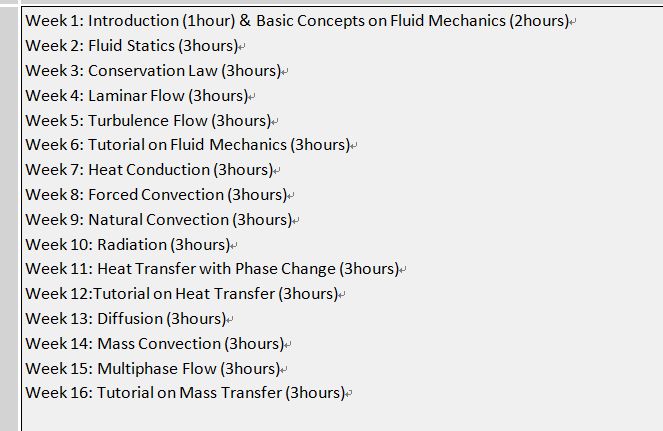 Week 1: Introduction (1hour) & Basic Concepts on Fluid Mechanics (2hours)
Week 2: Fluid Statics (3hours)
Week 3: Conservation Law (3hours)
Week 4: Laminar Flow (3hours)
Week 5: Turbulence Flow (3hours)
Week 6: Tutorial on Fluid Mechanics (3hours)
Week 7: Heat Conduction (3hours)
Week 8: Forced Convection (3hours)
Week 9: Natural Convection (3hours)
Week 10: Radiation (3hours)
Week 11: Heat Transfer with Phase Change (3hours)
Week 12:Tutorial on Heat Transfer (3hours)
Week 13: Diffusion (3hours)
Week 14: Mass Convection (3hours)
Week 15: Multiphase Flow (3hours)
Week 16: Tutorial on Mass Transfer (3hours)